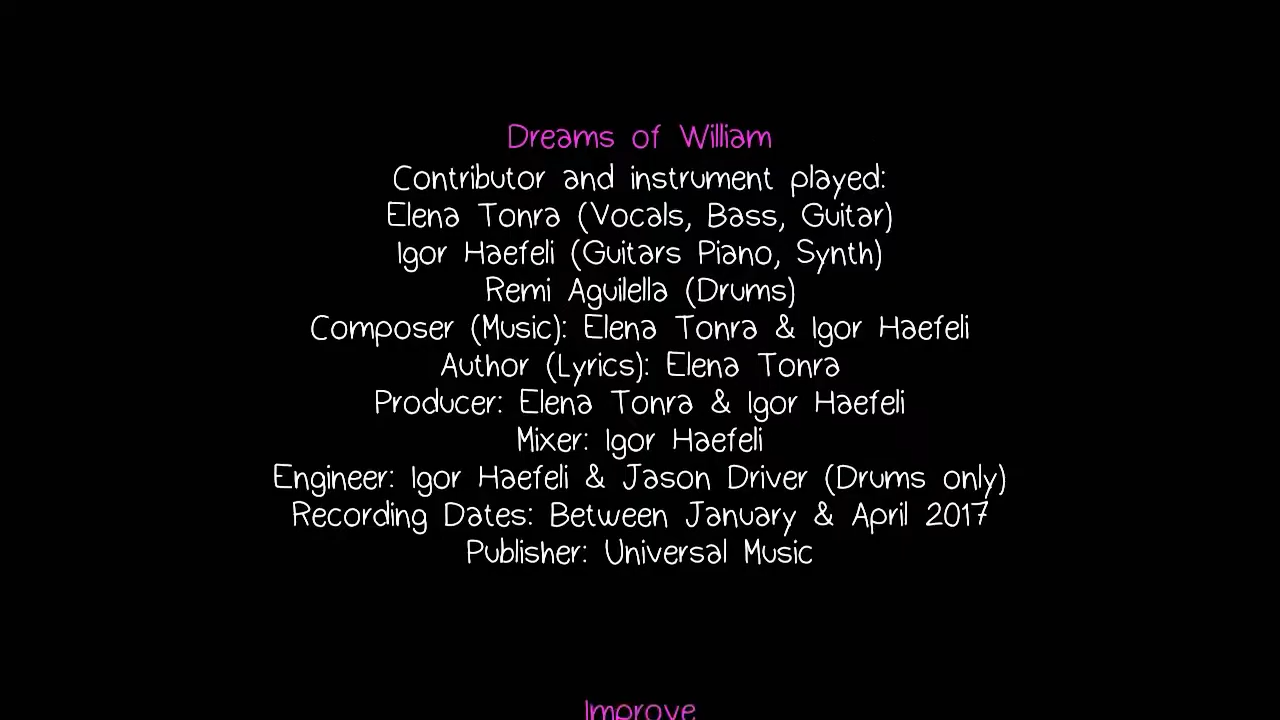 Dreams of William
Contributor and instrument played:
Elena Tonra (Vocals, Bass, Guitar)
Igor Haefeli (Guitars Piano, Synth)
Remi Aguilella (Drums)
Composer (Music): Elena Tonra & Igor Haefeli
Author (Lyrics): Elena Tonra
Producer: Elena Tonra & Igor Haefeli
Mixer: Igor Haefeli
Engineer: Igor Haefeli & Jason Driver (Drums only)
Recording Dates: Between January & April 2017
Publisher: Universal Music
Improve